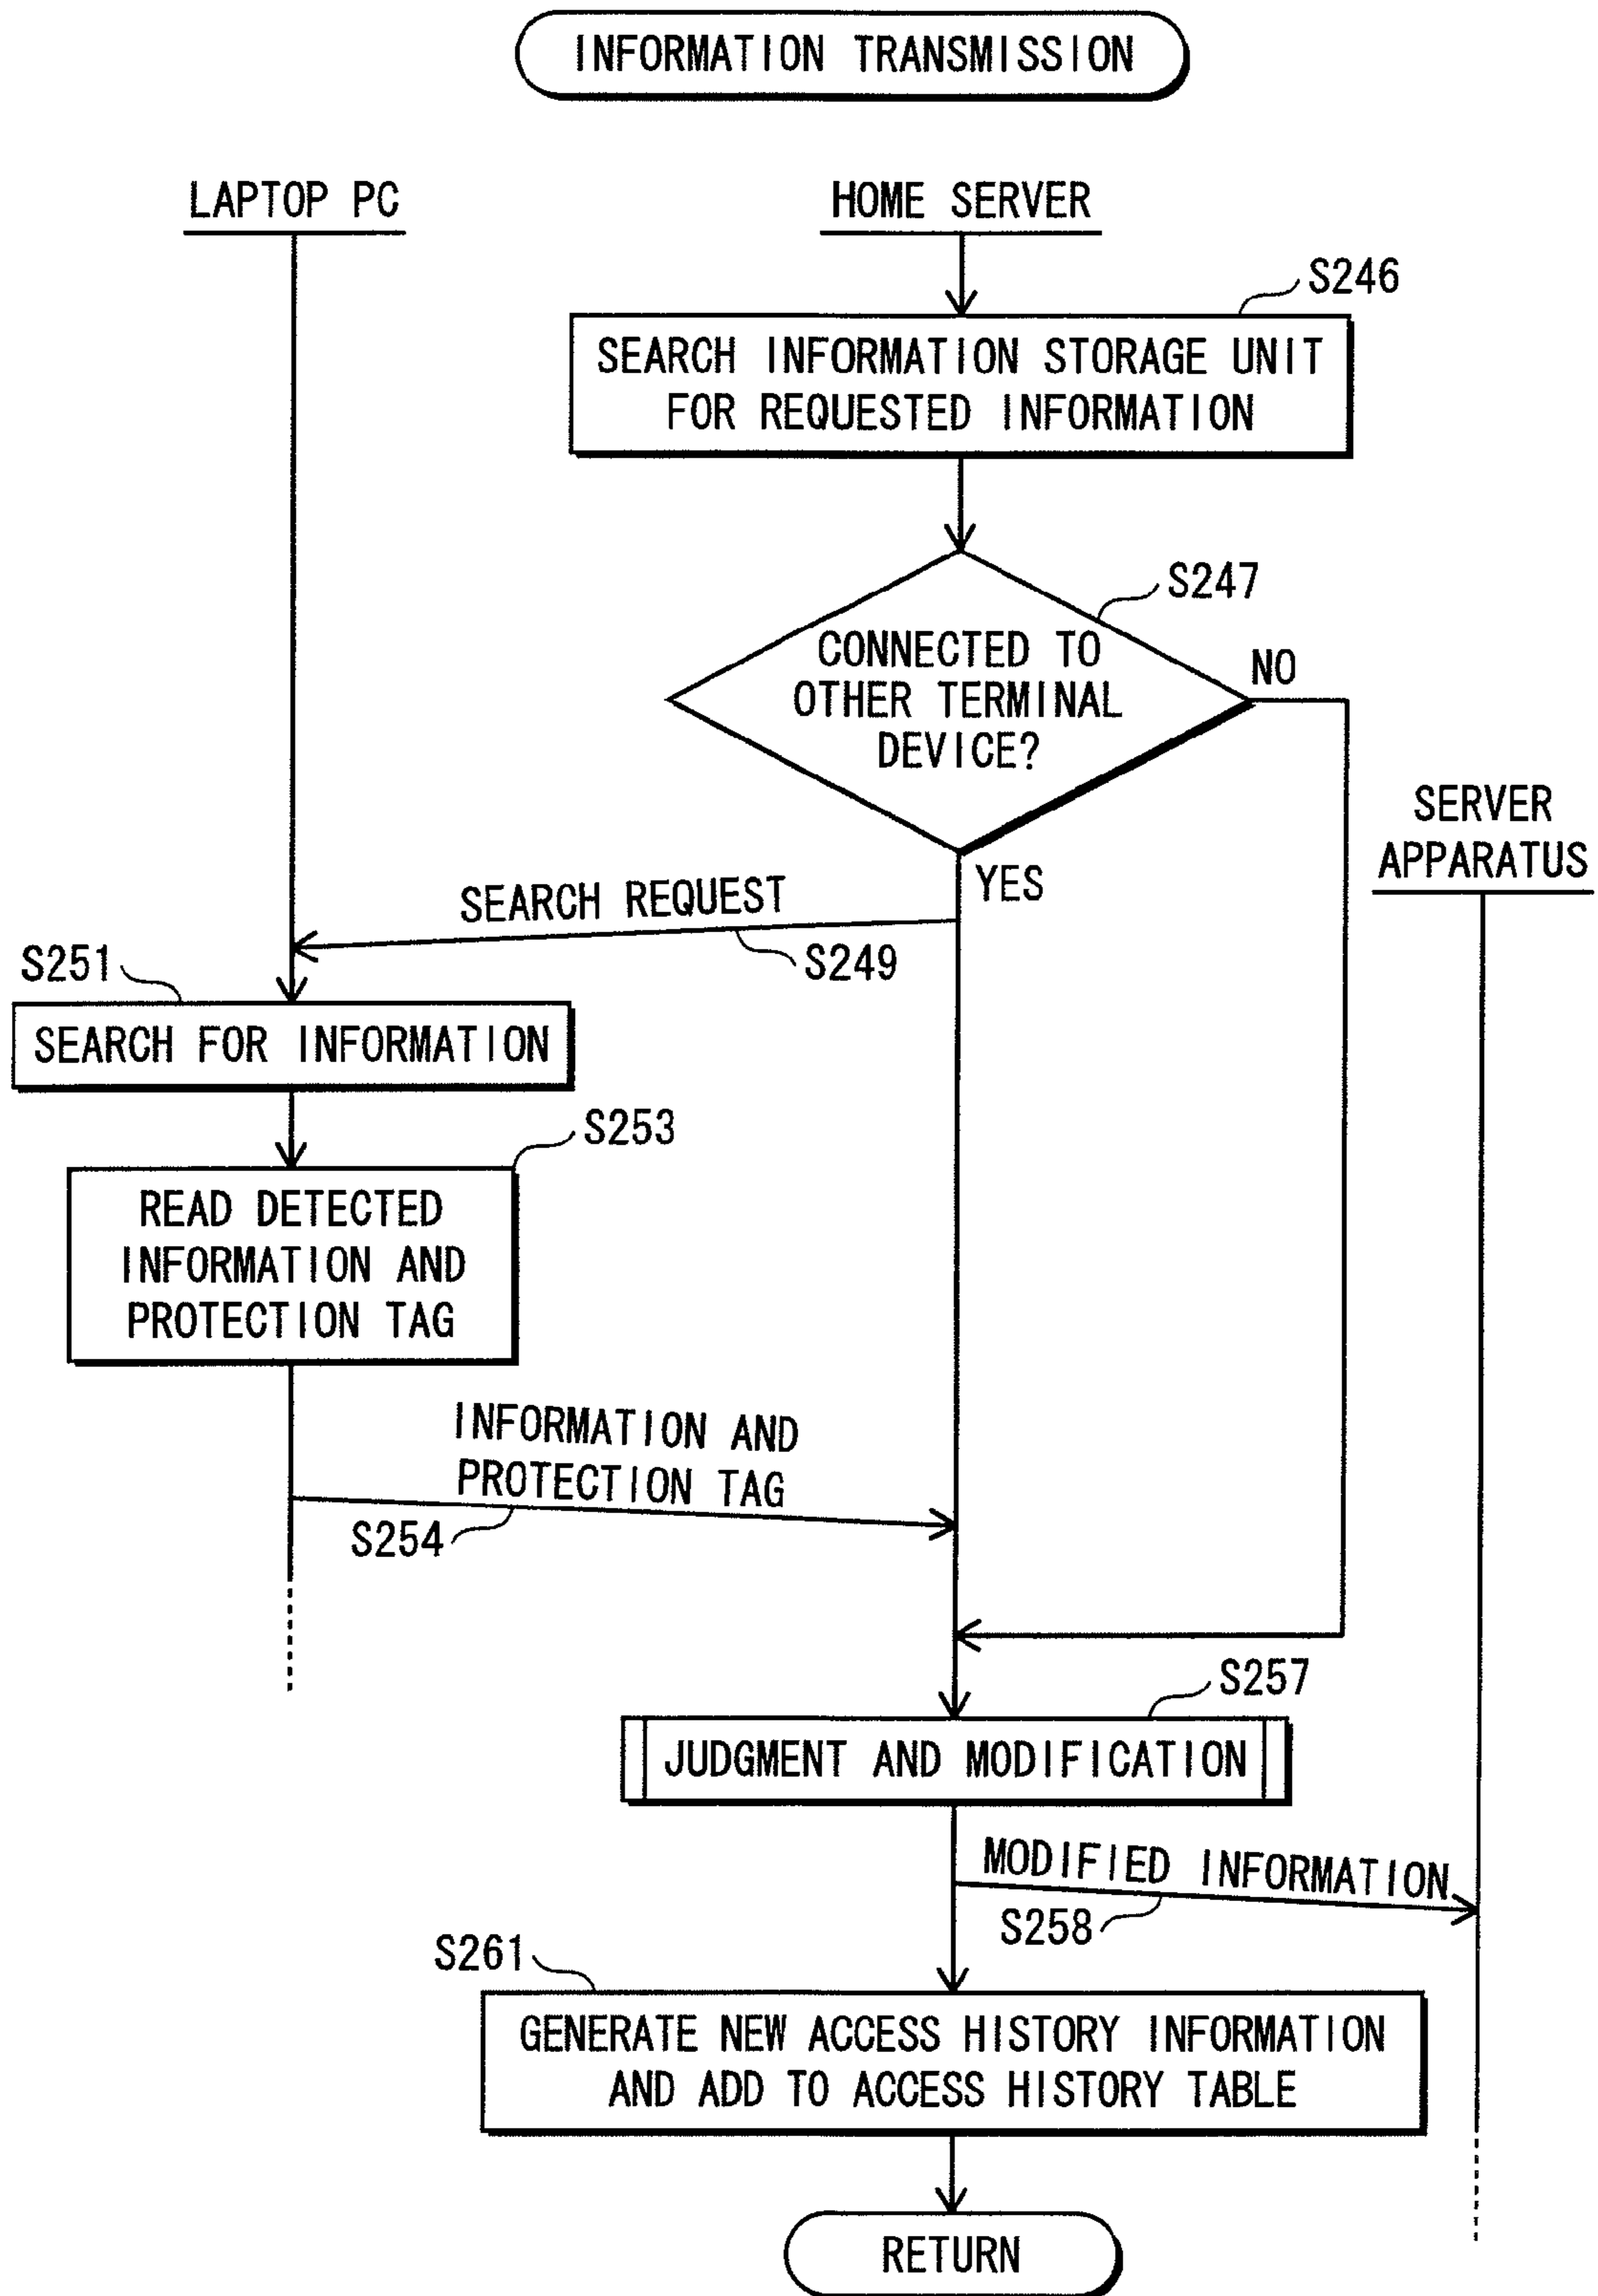 INFORMATION TRANSMISSION
LAPTOP PC
HOME SERVER
S246
SEARCH INFORMATION STORAGE UNIT
FOR REQUESTED INFORMATION
S247
CONNECTED TO
OTHER TERMINAL
DEVICE?
NO
YES
SERVER
APPARATUS
SEARCH REQUEST
S249
S251
SEARCH FOR INFORMATION
S253
READ DETECTED
INFORMATION AND
PROTECTION TAG
INFORMATION AND
PROTECTION TAG
S254
S257
JUDGMENT AND MODIFICATION
MODIFIED INFORMATION
S258
S261
GENERATE NEW ACCESS HISTORY INFORMATION
AND ADD TO ACCESS HISTORY TABLE
RETURN